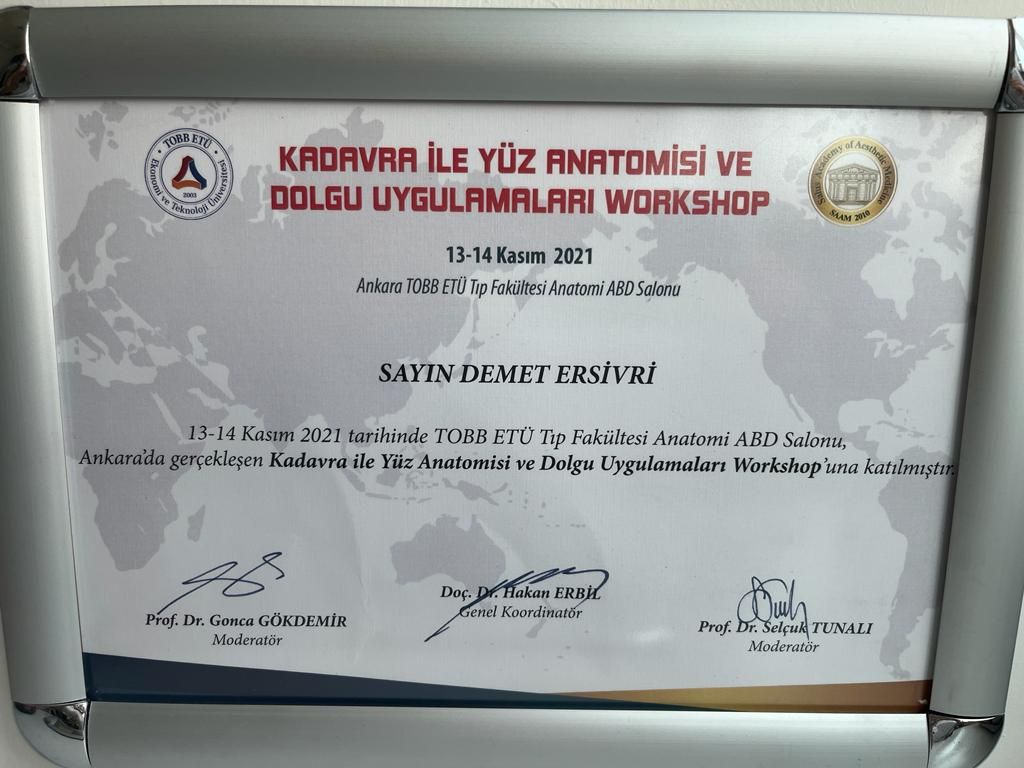 TOBB ETÜ
Ekonomi ve Teknoloji Üniversitesi
2003
KADAVRA İLE YÜZ ANATOMİSİ VE
DOLGU UYGULAMALARI WORKSHOP
Academy of Aesthetic Medicine
SAAM 2010
13-14 Kasım 2021
Ankara TOBB ETÜ Tıp Fakültesi Anatomi ABD Salonu
SAYIN DEMET ERSİVRİ
13-14 Kasım 2021 tarihinde TOBB ETÜ Tıp Fakültesi Anatomi ABD Salonu,
Ankara'da gerçekleşen Kadavra ile Yüz Anatomisi ve Dolgu Uygulamaları Workshop'una katılmıştır.
Prof. Dr. Gonca GÖKDEMİR
Moderatör
Doç. Dr. Hakan ERBİL
Genel Koordinatör
Prof. Dr. Selçuk TUNALI
Moderatör